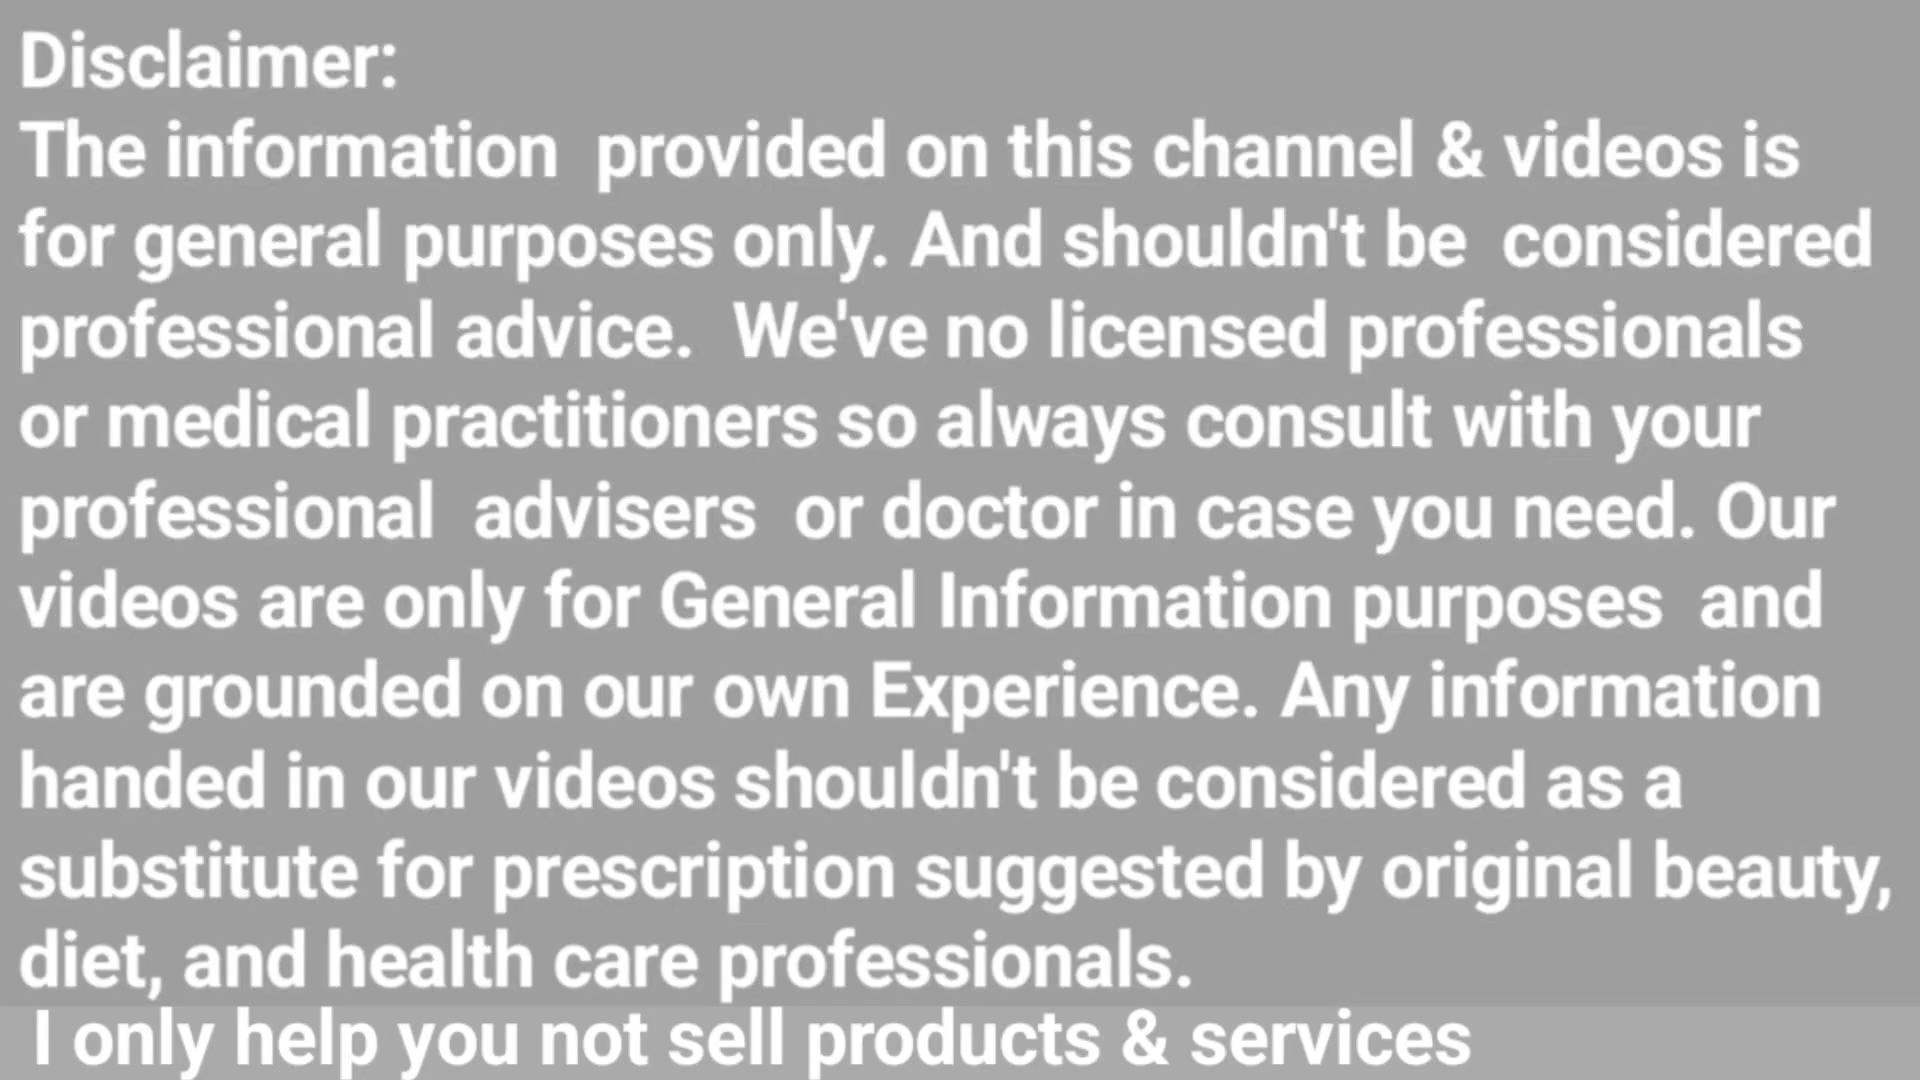 Disclaimer:
The information  provided on this channel & videos is
for general purposes only. And shouldn't be  considered
professional advice.  We've no licensed professionals
or medical practitioners so always consult with your
professional  advisers  or doctor in case you need. Our
videos are only for General Information purposes  and
are grounded on our own Experience. Any information
handed in our videos shouldn't be considered as a
substitute for prescription suggested by original beauty,
diet, and health care professionals.
I only help you not sell products & services